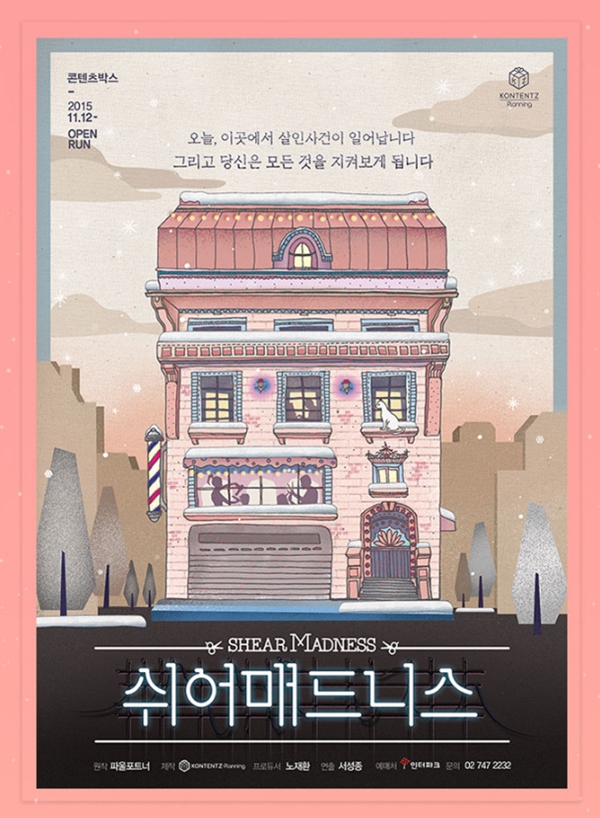 콘텐츠박스
-
2015
11.12-
OPEN
RUN
KONTENTZ
Planning
오늘, 이곳에서 살인사건이 일어납니다
그리고 당신은 모든 것을 지켜보게 됩니다
SHEAR MADNESS
쉬어매드니스
원작 파울포트너 제작 KONTENTZ Planning 프로듀서 노재환 연출 서성종 예매처 인터파크 문의 02 747 2232